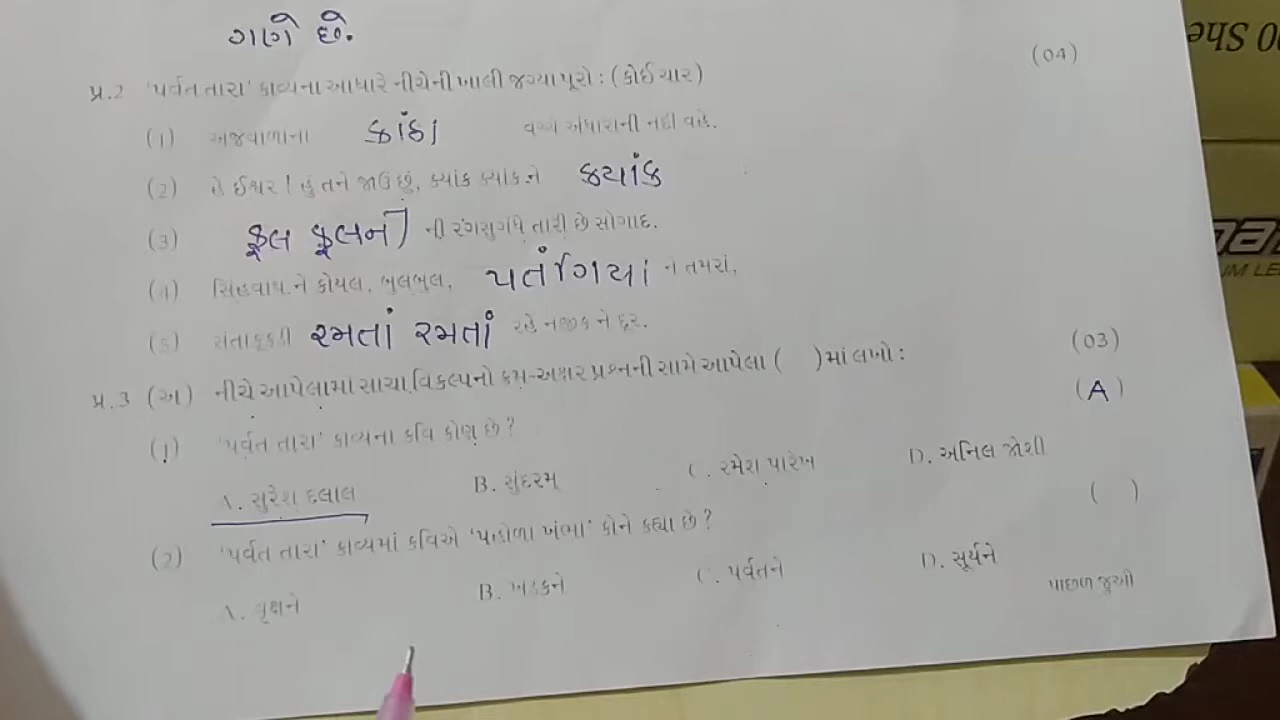 ગણે છે.
(04)
પ્ર.2 'પર્વત તારા' કાવ્યના આધારે નીચેની ખાલી જગ્યા પૂરો : (કોઈ ચાર)
(1) અજવાળાના કાંઠા વચ્ચે અંધારાની નદી વહે.
(2) હે ઈશ્વર ! હું તને જોઉં છું, ક્યાંક ક્યાંક ને કયાંક
(3) ફૂલ ફૂલની ની રંગસુગંધે તારી છે સોગાદ.
(4) સિંહવાઘ ને કોયલ, બુલબુલ, પતંગિયાં ને તમરાં,
(5) સંતાકૂકડી રમતાં રમતાં રહે નજીક ને દૂર.
(03)
પ્ર.3 (અ) નીચે આપેલામાં સાચા વિકલ્પનો ક્રમ-અક્ષર પ્રશ્નની સામે આપેલા ( ) માં લખો :
(1) 'પર્વત તારા' કાવ્યના કવિ કોણ છે ? (A)
A. સુરેશ દલાલ B. સુંદરમ્ C. રમેશ પારેખ D. અનિલ જોશી
(2) 'પર્વત તારા' કાવ્યમાં કવિએ 'પહોળા ખંભા' કોને કહ્યા છે ? ( )
A. વૃક્ષને B. ખડકને C. પર્વતને D. સૂર્યને
પાછળ જુઓ